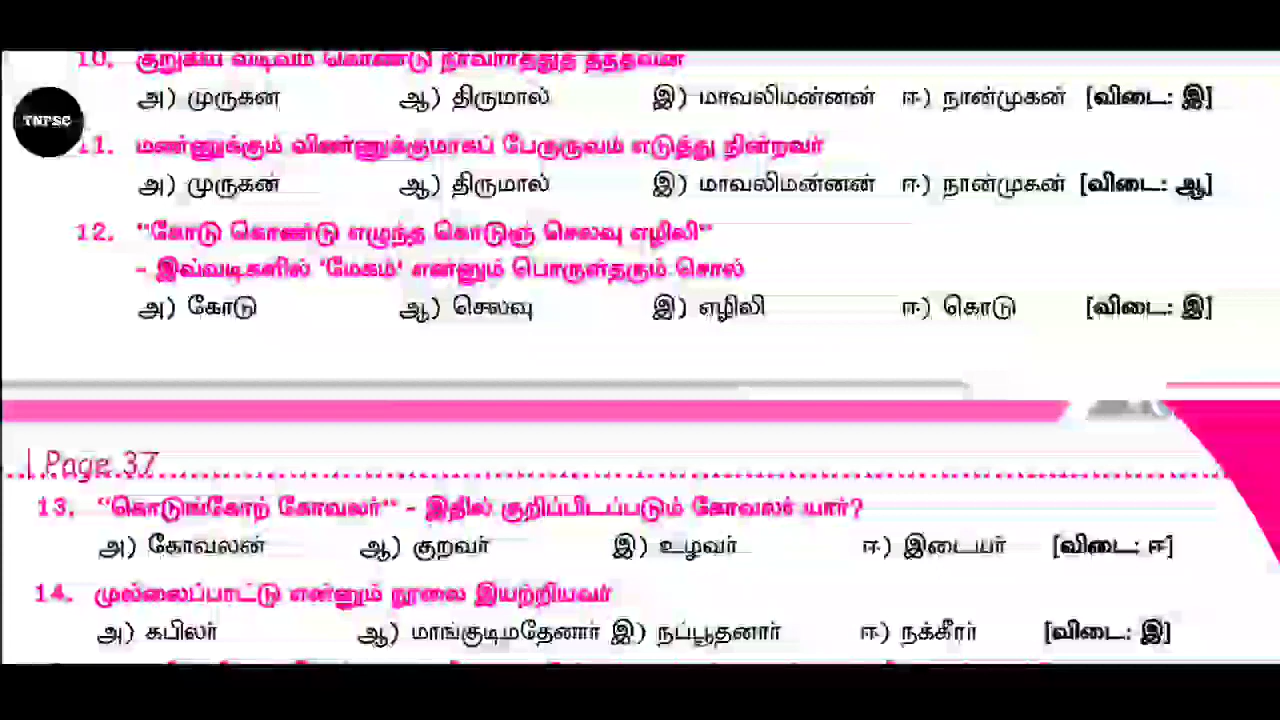 10. குறுகிய வடிவம் கொண்டு நீர்வார்த்துத் தந்தவன்
அ) முருகன் ஆ) திருமால் இ) மாவலிமன்னன் ஈ) நான்முகன் [விடை: இ]
TNPSC
11. மண்ணுக்கும் விண்ணுக்குமாகப் பேருருவம் எடுத்து நின்றவர்
அ) முருகன் ஆ) திருமால் இ) மாவலிமன்னன் ஈ) நான்முகன் [விடை: ஆ]
12. "கோடு கொண்டு எழுந்த கொடுஞ் செலவு எழிலி"
- இவ்வடிகளில் 'மேகம்' என்னும் பொருள்தரும் சொல்
அ) கோடு ஆ) செலவு இ) எழிலி ஈ) கொடு [விடை: இ]
| Page 37
13. "கொடுங்கோற் கோவலர்" - இதில் குறிப்பிடப்படும் கோவலர் யார்?
அ) கோவலன் ஆ) குறவர் இ) உழவர் ஈ) இடையர் [விடை: ஈ]
14. முல்லைப்பாட்டு என்னும் நூலை இயற்றியவர்
அ) கபிலர் ஆ) மாங்குடிமதேனார் இ) நப்பூதனார் ஈ) நக்கீரர் [விடை: இ]